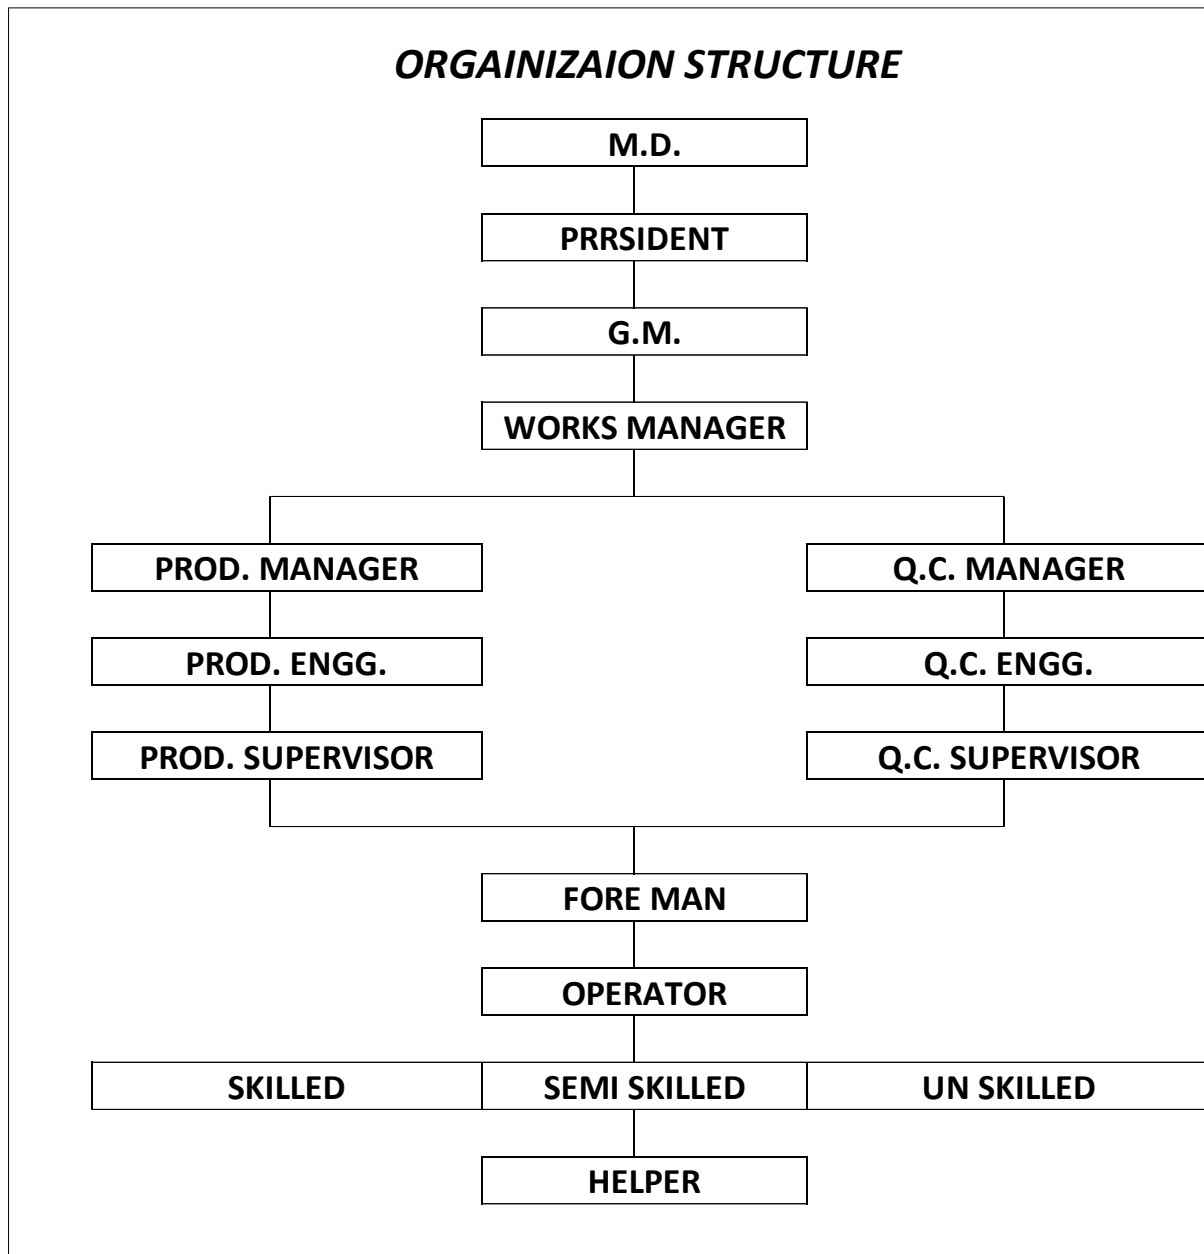 ORGAINIZAION STRUCTURE
M.D.
PRRSIDENT
G.M.
WORKS MANAGER
PROD. MANAGER
Q.C. MANAGER
PROD. ENGG.
Q.C. ENGG.
PROD. SUPERVISOR
Q.C. SUPERVISOR
FORE MAN
OPERATOR
SKILLED
SEMI SKILLED
UN SKILLED
HELPER